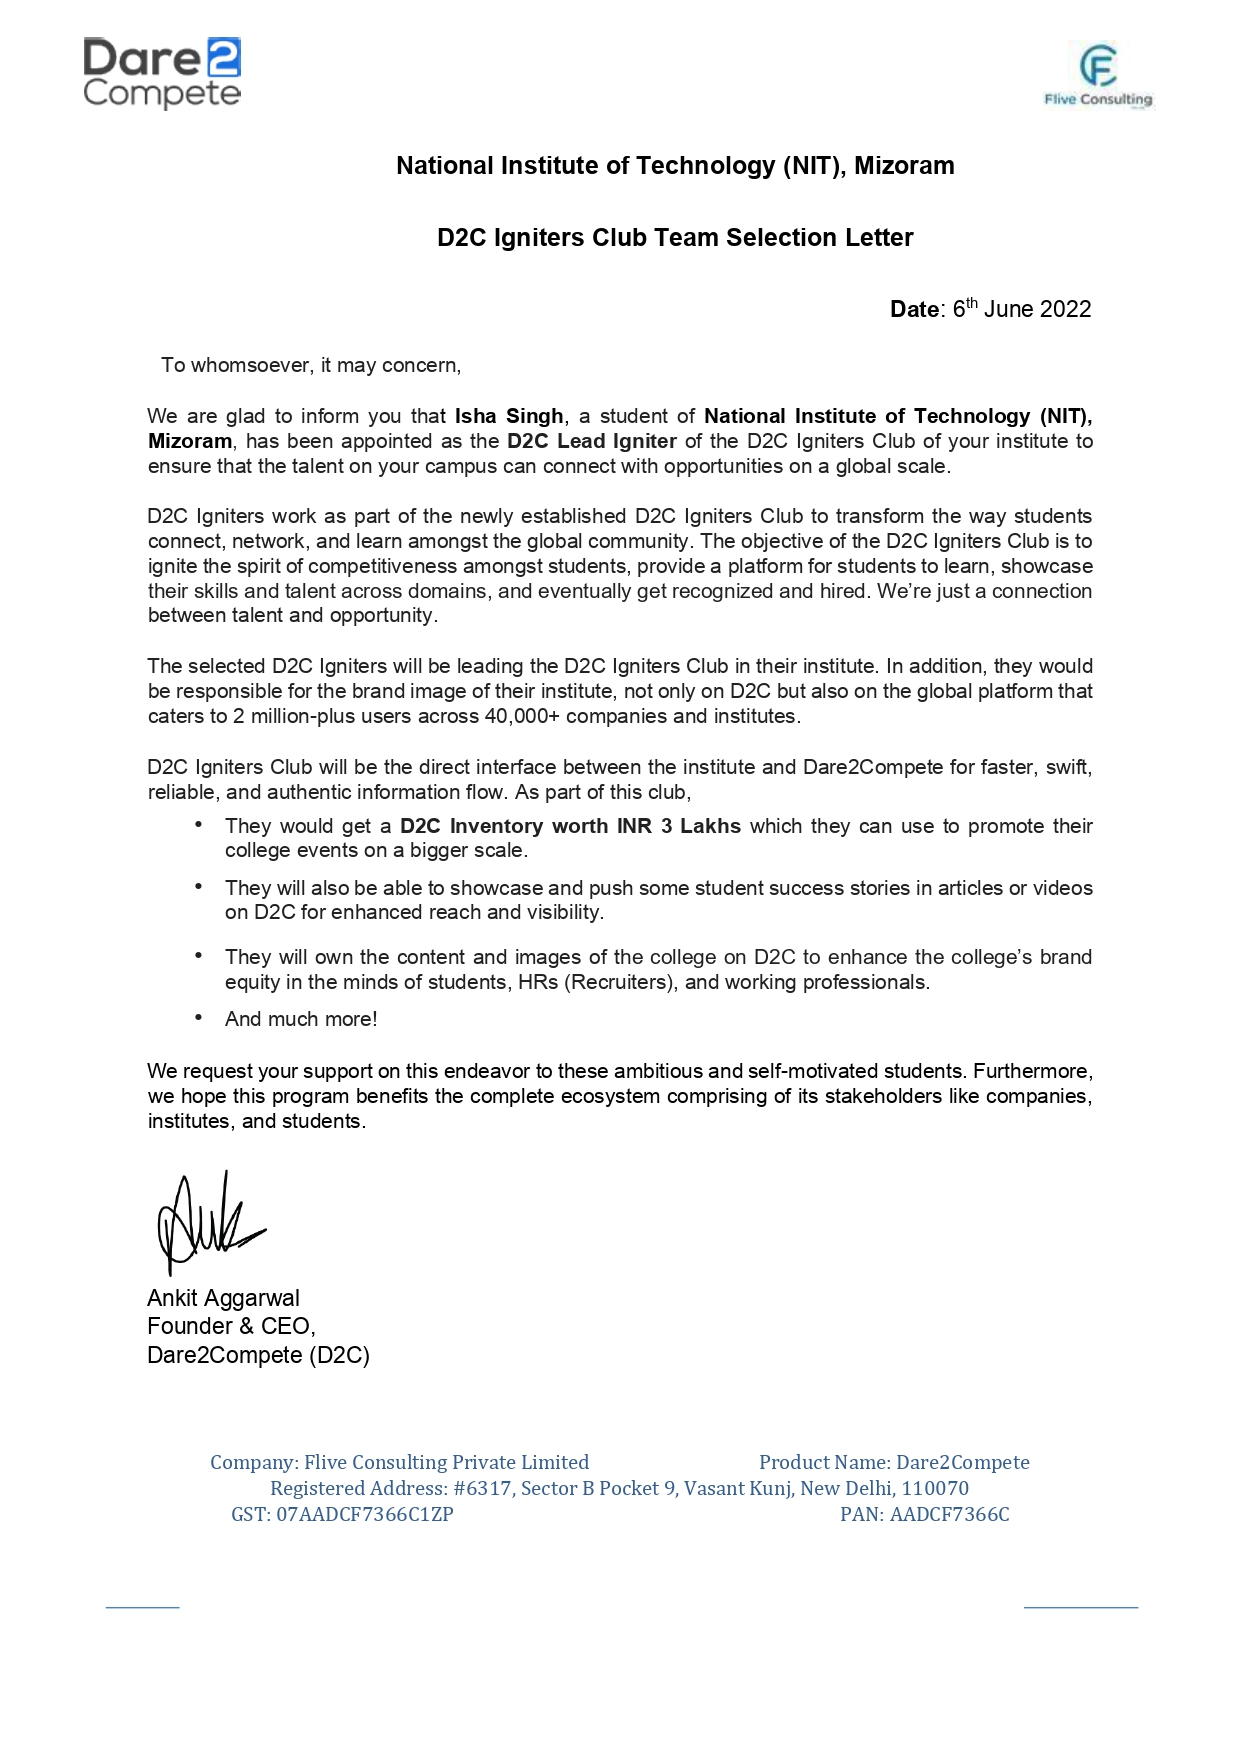 Dare2
Compete
F
Flive Consulting
National Institute of Technology (NIT), Mizoram
D2C Igniters Club Team Selection Letter
Date: 6th June 2022
To whomsoever, it may concern,
We are glad to inform you that Isha Singh, a student of National Institute of Technology (NIT),
Mizoram, has been appointed as the D2C Lead Igniter of the D2C Igniters Club of your institute to
ensure that the talent on your campus can connect with opportunities on a global scale.
D2C Igniters work as part of the newly established D2C Igniters Club to transform the way students
connect, network, and learn amongst the global community. The objective of the D2C Igniters Club is to
ignite the spirit of competitiveness amongst students, provide a platform for students to learn, showcase
their skills and talent across domains, and eventually get recognized and hired. We’re just a connection
between talent and opportunity.
The selected D2C Igniters will be leading the D2C Igniters Club in their institute. In addition, they would
be responsible for the brand image of their institute, not only on D2C but also on the global platform that
caters to 2 million-plus users across 40,000+ companies and institutes.
D2C Igniters Club will be the direct interface between the institute and Dare2Compete for faster, swift,
reliable, and authentic information flow. As part of this club,
• They would get a D2C Inventory worth INR 3 Lakhs which they can use to promote their
college events on a bigger scale.
• They will also be able to showcase and push some student success stories in articles or videos
on D2C for enhanced reach and visibility.
• They will own the content and images of the college on D2C to enhance the college’s brand
equity in the minds of students, HRs (Recruiters), and working professionals.
• And much more!
We request your support on this endeavor to these ambitious and self-motivated students. Furthermore,
we hope this program benefits the complete ecosystem comprising of its stakeholders like companies,
institutes, and students.
Ankit Aggarwal
Founder & CEO,
Dare2Compete (D2C)
Company: Flive Consulting Private Limited Product Name: Dare2Compete
Registered Address: #6317, Sector B Pocket 9, Vasant Kunj, New Delhi, 110070
GST: 07AADCF7366C1ZP PAN: AADCF7366C